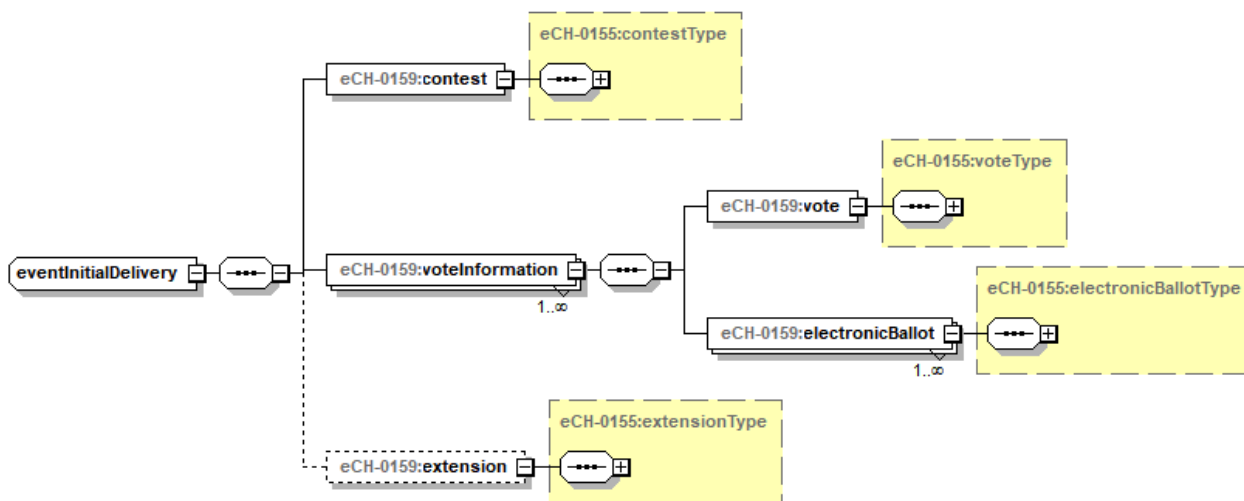 eCH-0155:contestType
eCH-0159:contest
eCH-0155:voteType
eCH-0159:vote
eventInitialDelivery
eCH-0159:voteInformation
1..∞
eCH-0155:electronicBallotType
eCH-0159:electronicBallot
1..∞
eCH-0155:extensionType
eCH-0159:extension